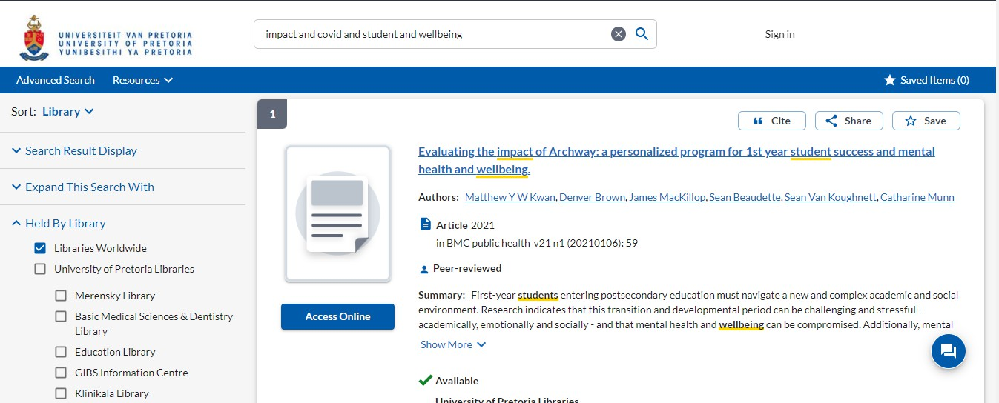 UNIVERSITEIT VAN PRETORIA
UNIVERSITY OF PRETORIA
YUNIBESITHI YA PRETORIA
impact and covid and student and wellbeing
Sign in
Advanced Search
Resources
Saved Items (0)
Sort: Library
Search Result Display
Expand This Search With
Held By Library
Libraries Worldwide
University of Pretoria Libraries
Merensky Library
Basic Medical Sciences & Dentistry
Library
Education Library
GIBS Information Centre
Klinikala Library
1
Cite
Share
Save
Evaluating the impact of Archway: a personalized program for 1st year student success and mental
health and wellbeing.
Authors: Matthew Y W Kwan, Denver Brown, James MacKillop, Sean Beaudette, Sean Van Koughnett, Catharine Munn
Article 2021
in BMC public health v21 n1 (20210106): 59
Peer-reviewed
Summary: First-year students entering postsecondary education must navigate a new and complex academic and social
environment. Research indicates that this transition and developmental period can be challenging and stressful -
academically, emotionally and socially - and that mental health and wellbeing can be compromised. Additionally, mental
Show More
Access Online
Available
University of Pretoria Libraries